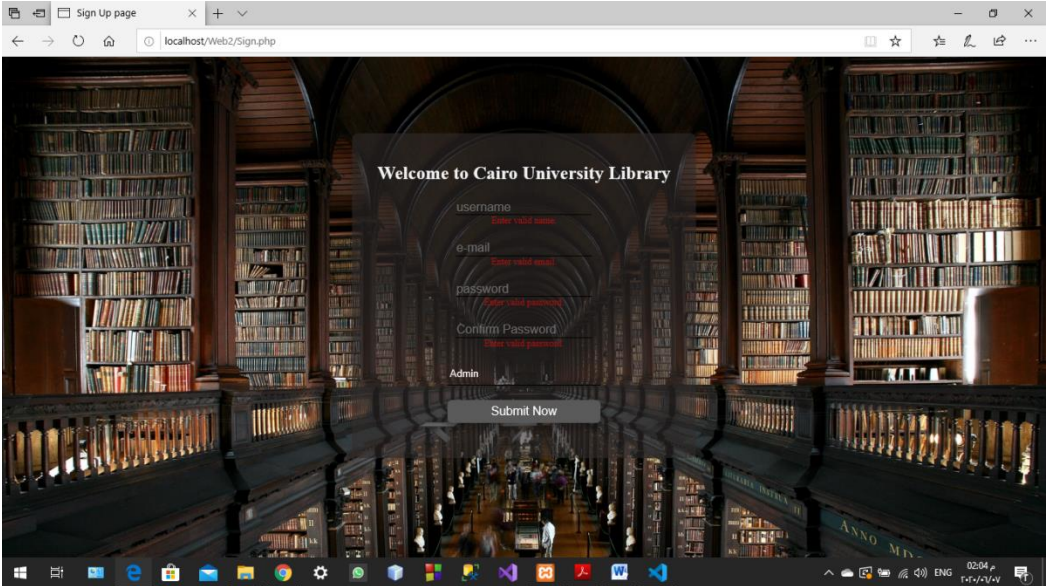 Sign Up page
localhost/Web2/Sign.php
Welcome to Cairo University Library
username
Enter valid name
e-mail
Enter valid email
password
Enter valid password
Confirm Password
Enter valid password
Admin
Submit Now
ANNO
ENG
02:04 م